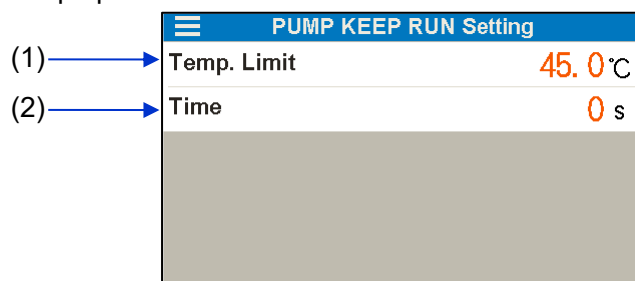 PUMP KEEP RUN Setting
(1) Temp. Limit 45.0℃
(2) Time 0 s